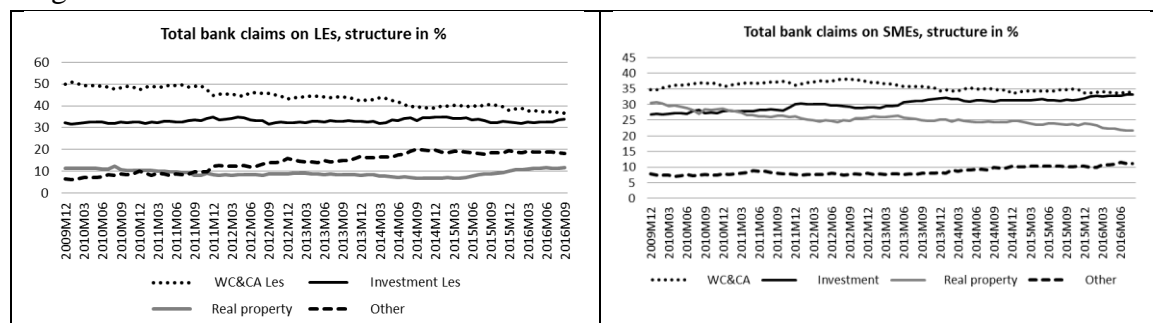 Total bank claims on LEs, structure in %
60
50
40
30
20
10
0
2009M12
2010M03
2010M06
2010M09
2010M12
2011M03
2011M06
2011M09
2011M12
2012M03
2012M06
2012M09
2012M12
2013M03
2013M06
2013M09
2013M12
2014M03
2014M06
2014M09
2014M12
2015M03
2015M06
2015M09
2015M12
2016M03
2016M06
2016M09
WC&CA Les
Investment Les
Real property
Other
Total bank claims on SMEs, structure in %
45
40
35
30
25
20
15
10
5
0
2009M12
2010M03
2010M06
2010M09
2010M12
2011M03
2011M06
2011M09
2011M12
2012M03
2012M06
2012M09
2012M12
2013M03
2013M06
2013M09
2013M12
2014M03
2014M06
2014M09
2014M12
2015M03
2015M06
2015M09
2015M12
2016M03
2016M06
WC&CA
Investment
Real property
Other